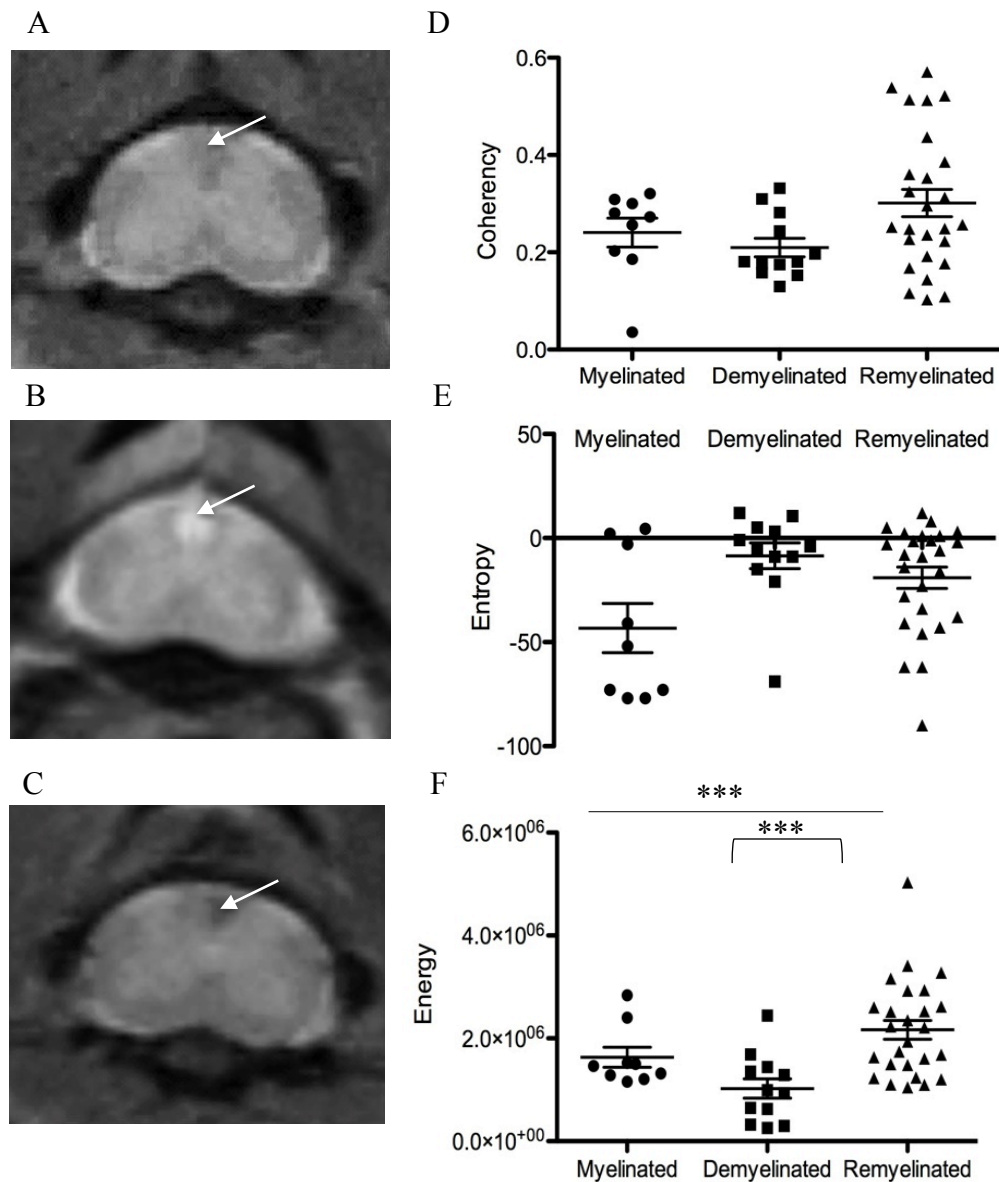 A
D
0.6
0.4
0.2
0.0
Coherency
Myelinated Demyelinated Remyelinated
B
E
50
0
-50
-100
Entropy
Myelinated Demyelinated Remyelinated
C
F
***
***
6.0×10⁰⁶
4.0×10⁰⁶
2.0×10⁰⁶
0.0×10⁺⁰⁰
Energy
Myelinated Demyelinated Remyelinated